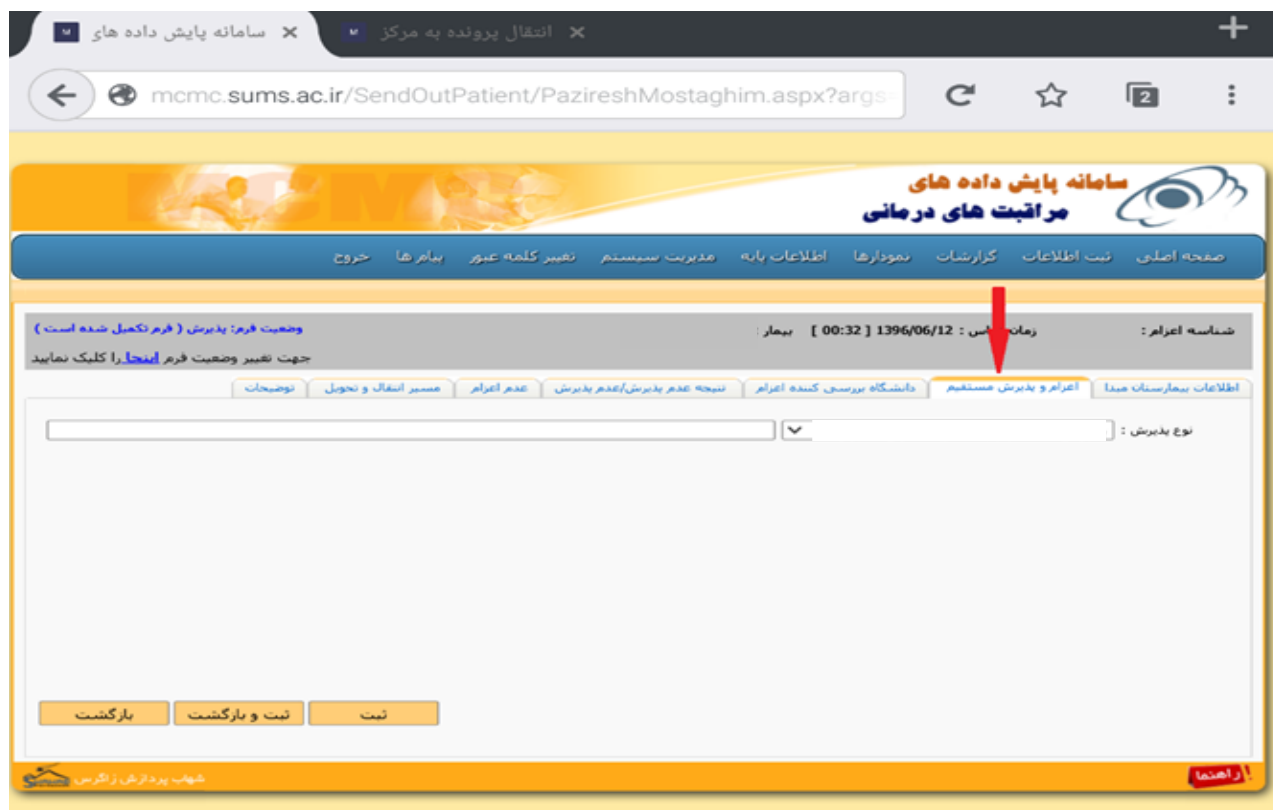 سامانه پایش داده های
انتقال پرونده به مرکز
mcmc.sums.ac.ir/SendOutPatient/PazireshMostaghim.aspx?args=
2
MCMC
سامانه پایش داده های
مراقبت های درمانی
صفحه اصلی ثبت اطلاعات گزارشات نمودارها اطلاعات پایه مدیریت سیستم تغییر کلمه عبور پیام ها خروج
شناسه اعزام : زمان : 1396/06/12 [ 00:32 ] بیمار : وضعیت فرم: پذیرش ( فرم تکمیل شده است )
جهت تغییر وضعیت فرم اینجا را کلیک نمایید
اطلاعات بیمارستان مبدا اعزام و پذیرش مستقیم دانشگاه بررسی کننده اعزام نتیجه عدم پذیرش/عدم پذیرش عدم اعزام مسیر انتقال و تحویل توضیحات
نوع پذیرش :
ثبت ثبت و بازگشت بازگشت
راهنما! شهاب پردازش زاگرس